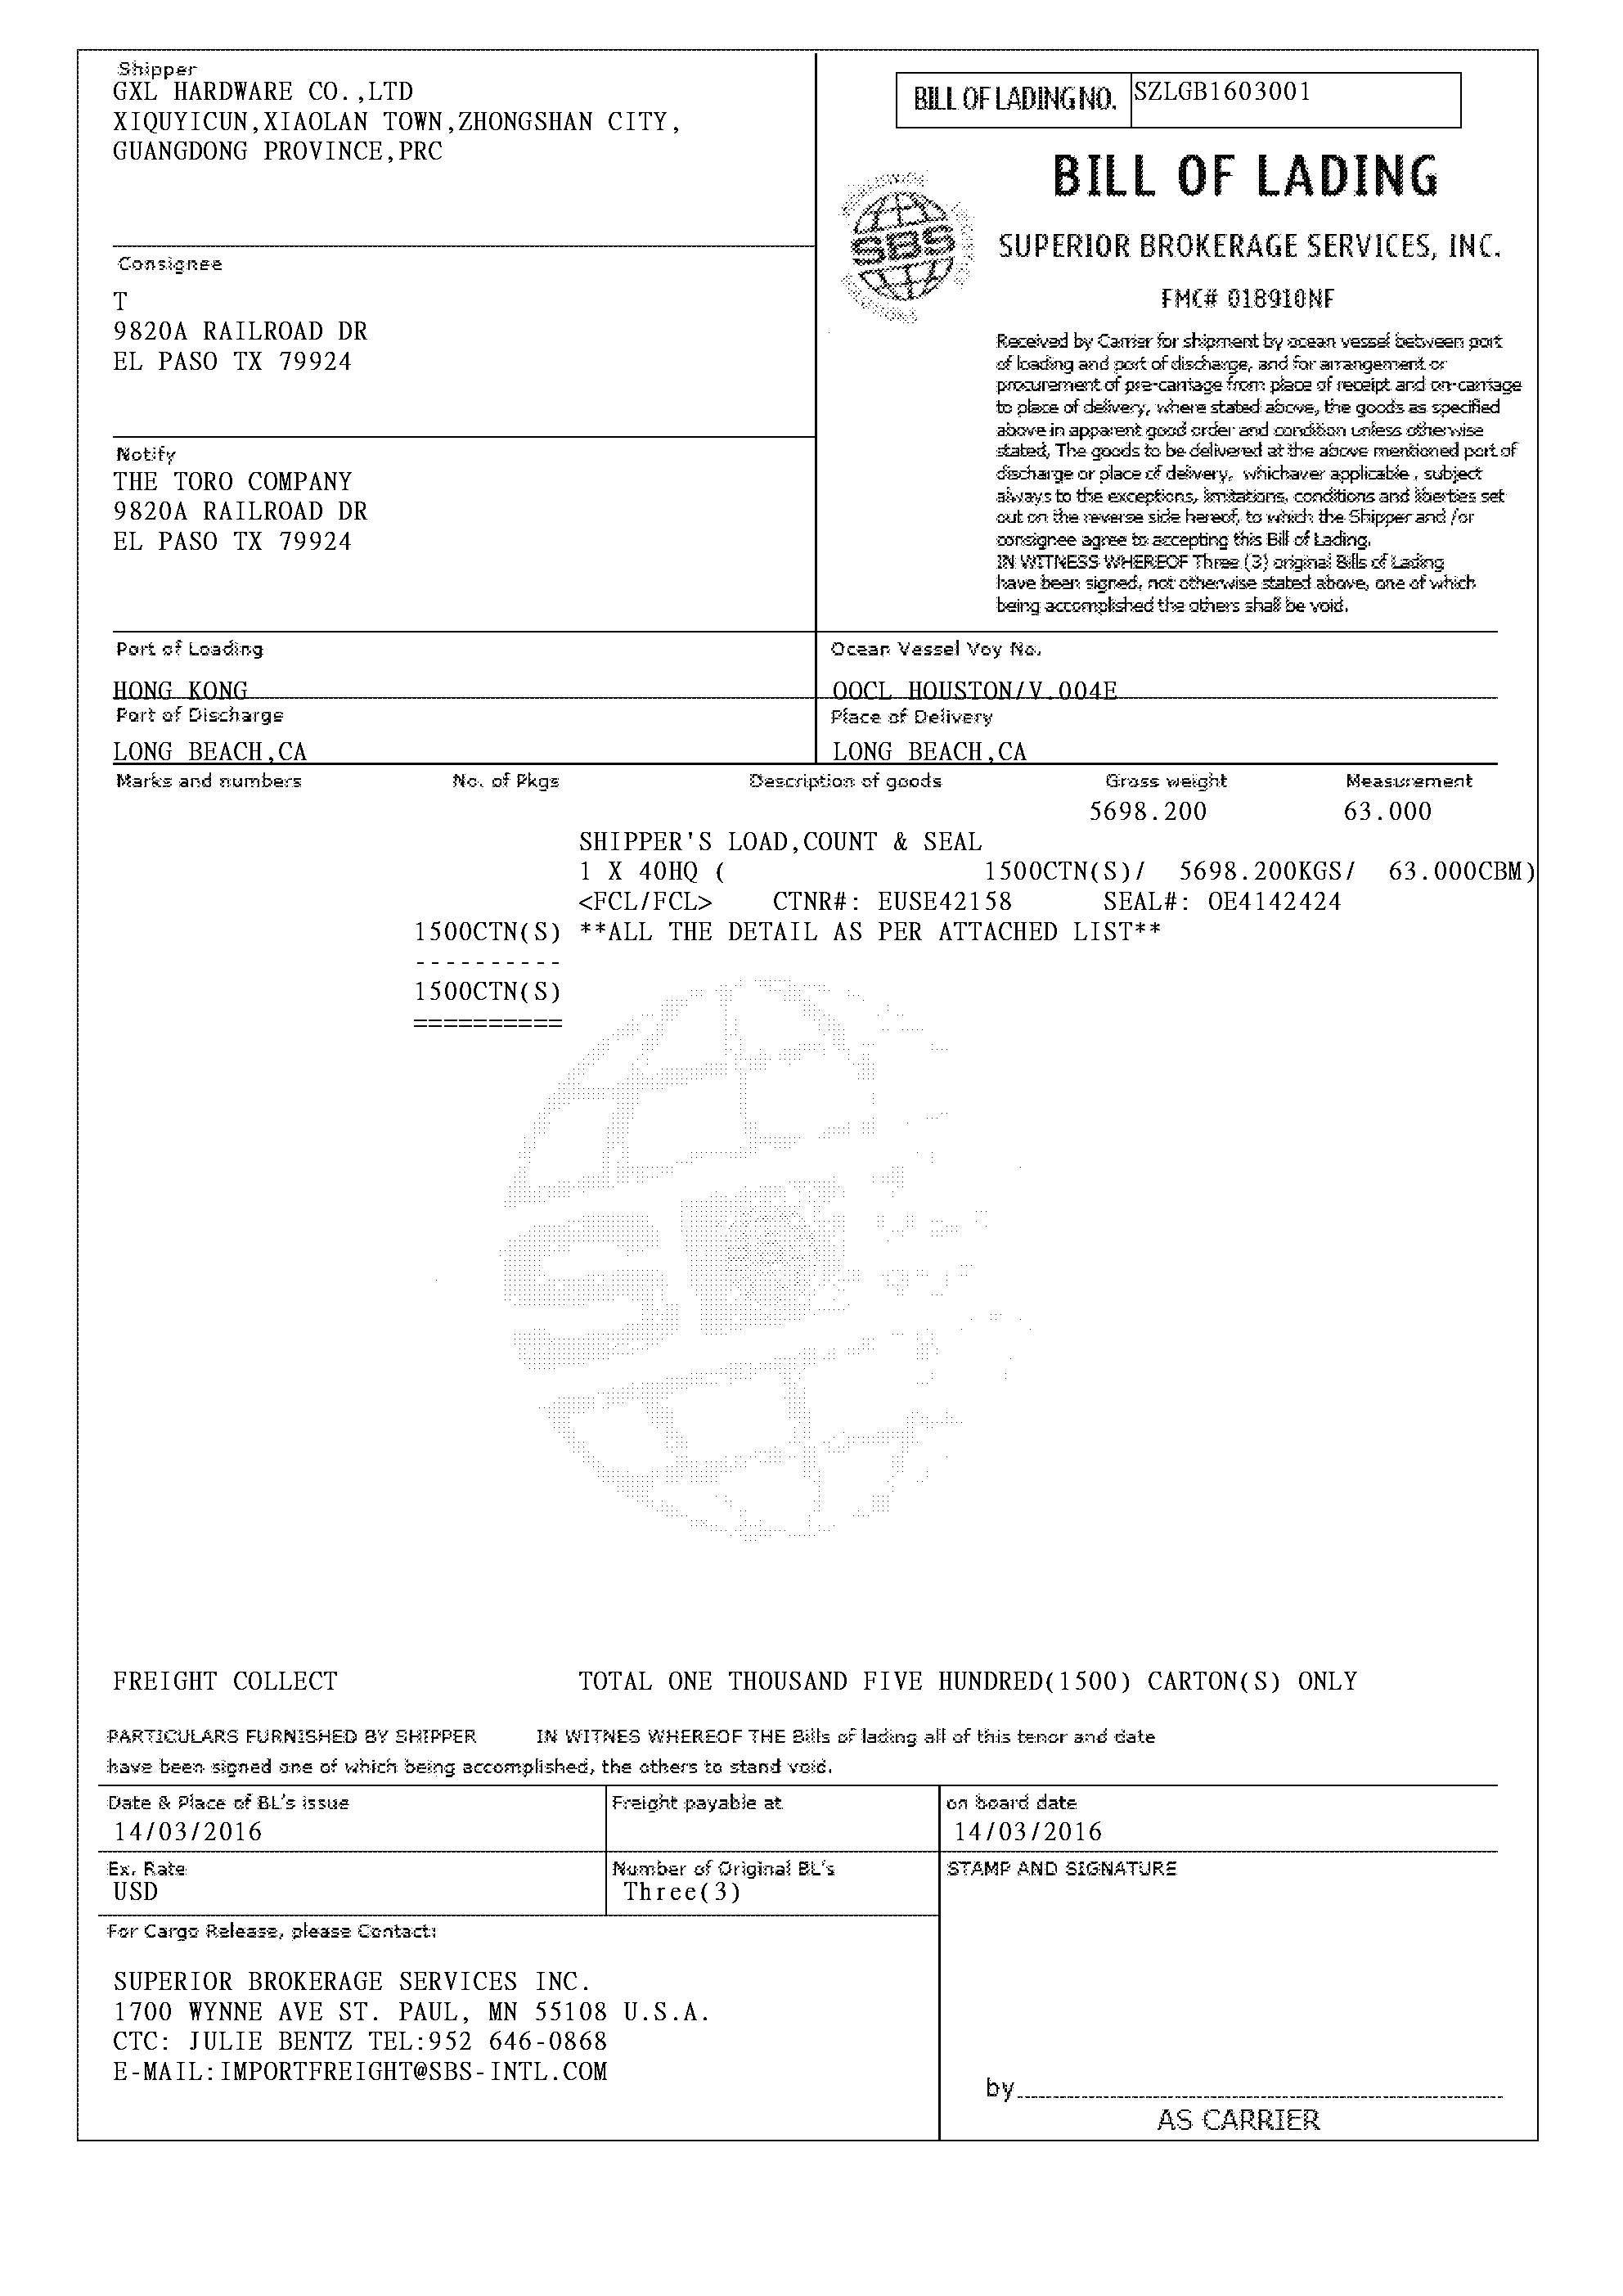 Shipper
GXL HARDWARE CO.,LTD
XIQUYICUN,XIAOLAN TOWN,ZHONGSHAN CITY,
GUANGDONG PROVINCE,PRC
BILL OF LADING NO. SZLGB1603001
BILL OF LADING
SBS
SUPERIOR BROKERAGE SERVICES, INC.
FMC# 018910NF
Consignee
T
9820A RAILROAD DR
EL PASO TX 79924
Received by Carrier for shipment by ocean vessel between port
of loading and port of discharge, and for arrangement or
procurement of pre-carriage from place of receipt and on-carriage
to place of delivery, where stated above, the goods as specified
above in apparent good order and condition unless otherwise
stated, The goods to be delivered at the above mentioned port of
discharge or place of delivery, whichaver applicable , subject
always to the exceptions, limitations, conditions and liberties set
out on the reverse side hereof, to which the Shipper and /or
consignee agree to accepting this Bill of Lading.
IN WITNESS WHEREOF Three (3) original Bills of Lading
have been signed, not otherwise stated above, one of which
being accomplished the others shall be void.
Notify
THE TORO COMPANY
9820A RAILROAD DR
EL PASO TX 79924
Port of Loading Ocean Vessel Voy No.
HONG KONG OOCL HOUSTON/V.004E
Port of Discharge Place of Delivery
LONG BEACH,CA LONG BEACH,CA
Marks and numbers No. of Pkgs Description of goods Gross weight Measurement
5698.200 63.000
SHIPPER'S LOAD,COUNT & SEAL
1 X 40HQ ( 1500CTN(S)/ 5698.200KGS/ 63.000CBM)
<FCL/FCL> CTNR#: EUSE42158 SEAL#: OE4142424
1500CTN(S) **ALL THE DETAIL AS PER ATTACHED LIST**
----------
1500CTN(S)
==========
FREIGHT COLLECT TOTAL ONE THOUSAND FIVE HUNDRED(1500) CARTON(S) ONLY
PARTICULARS FURNISHED BY SHIPPER IN WITNES WHEREOF THE Bills of lading all of this tenor and date
have been signed one of which being accomplished, the others to stand void.
Date & Place of BL's issue Freight payable at on board date
14/03/2016 14/03/2016
Ex. Rate Number of Original BL's STAMP AND SIGNATURE
USD Three(3)
For Cargo Release, please Contact:
SUPERIOR BROKERAGE SERVICES INC.
1700 WYNNE AVE ST. PAUL, MN 55108 U.S.A.
CTC: JULIE BENTZ TEL:952 646-0868
E-MAIL:IMPORTFREIGHT@SBS-INTL.COM
by
AS CARRIER